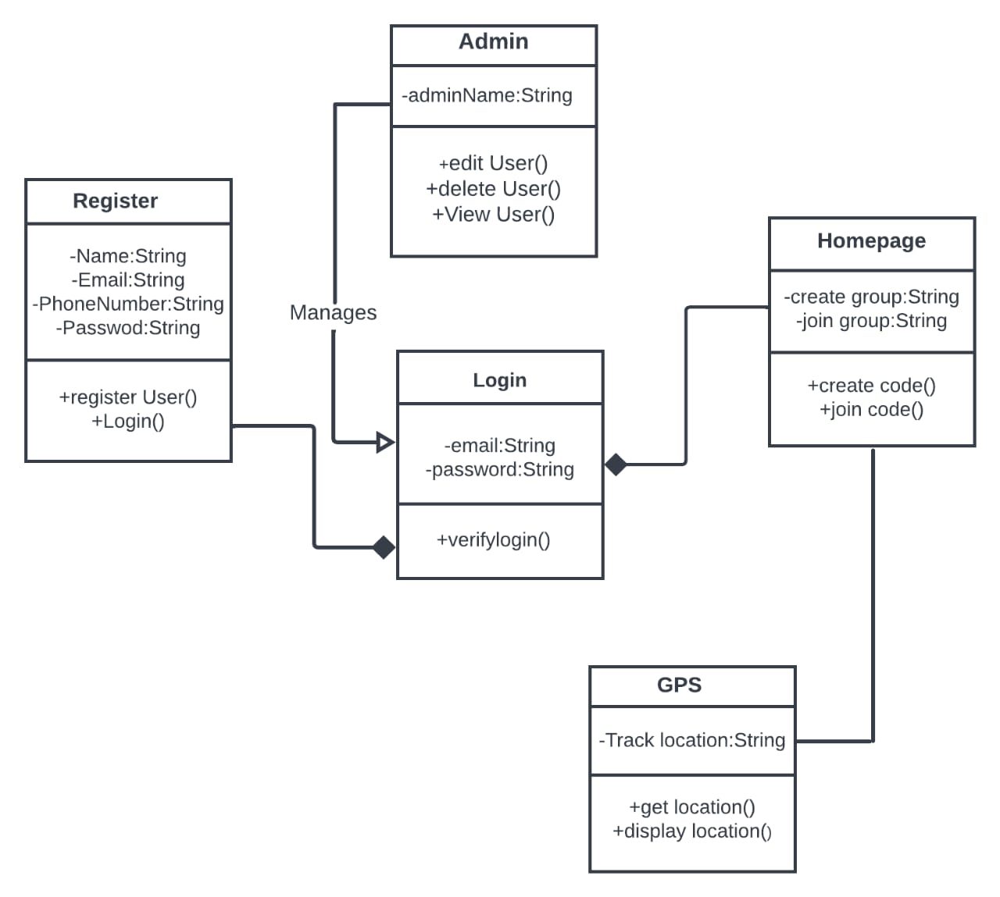 Admin
-adminName:String
+edit User()
+delete User()
+View User()
Register
-Name:String
-Email:String
-PhoneNumber:String
-Passwod:String
+register User()
+Login()
Manages
Homepage
-create group:String
-join group:String
+create code()
+join code()
Login
-email:String
-password:String
+verifylogin()
GPS
-Track location:String
+get location()
+display location()